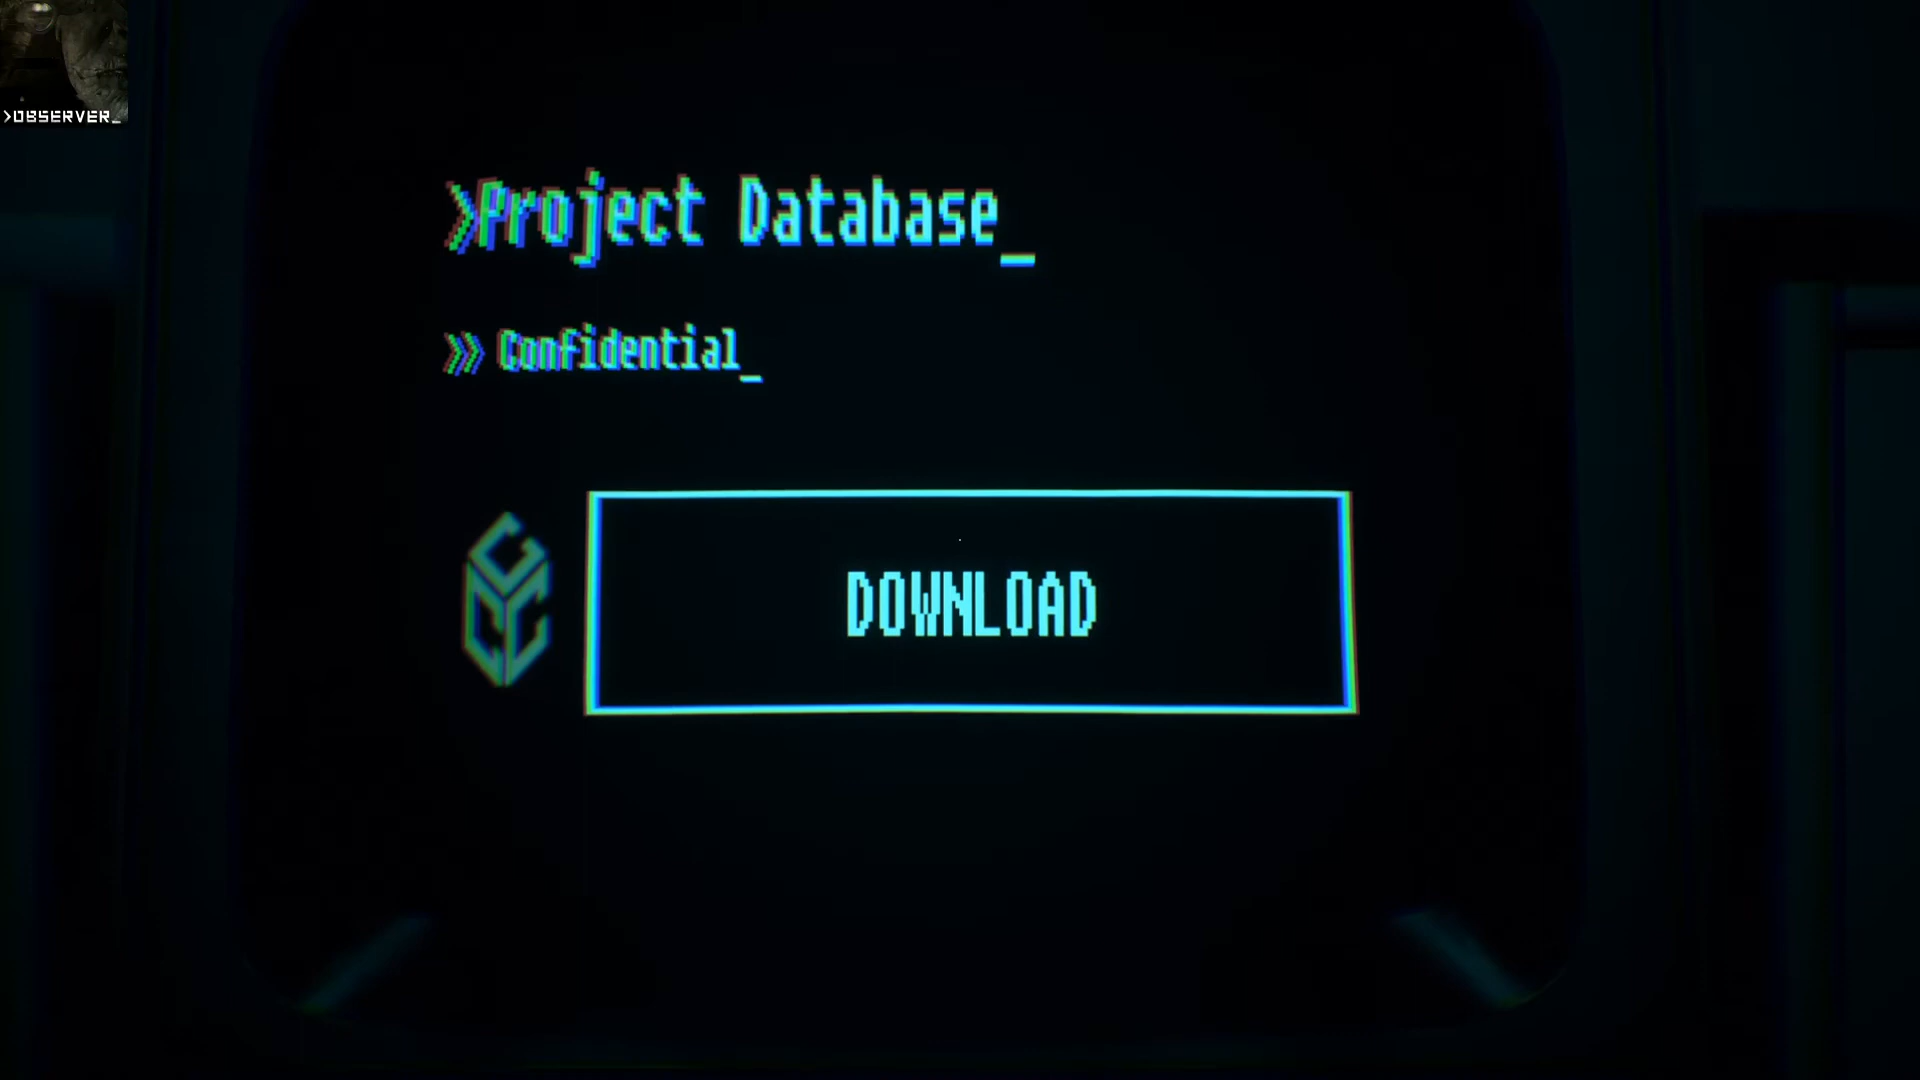 >OBSERVER_
>Project Database_
>> Confidential_
DOWNLOAD